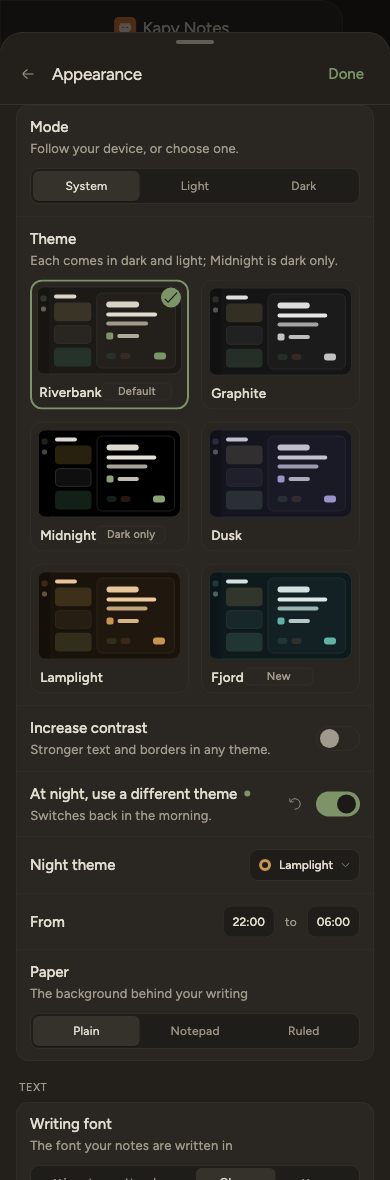 Kapy Notes
Appearance
Done
Mode
Follow your device, or choose one.
System
Light
Dark
Theme
Each comes in dark and light; Midnight is dark only.
Riverbank
Default
Graphite
Midnight
Dark only
Dusk
Lamplight
Fjord
New
Increase contrast
Stronger text and borders in any theme.
At night, use a different theme
Switches back in the morning.
Night theme
Lamplight
From
22:00
to
06:00
Paper
The background behind your writing
Plain
Notepad
Ruled
TEXT
Writing font
The font your notes are written in